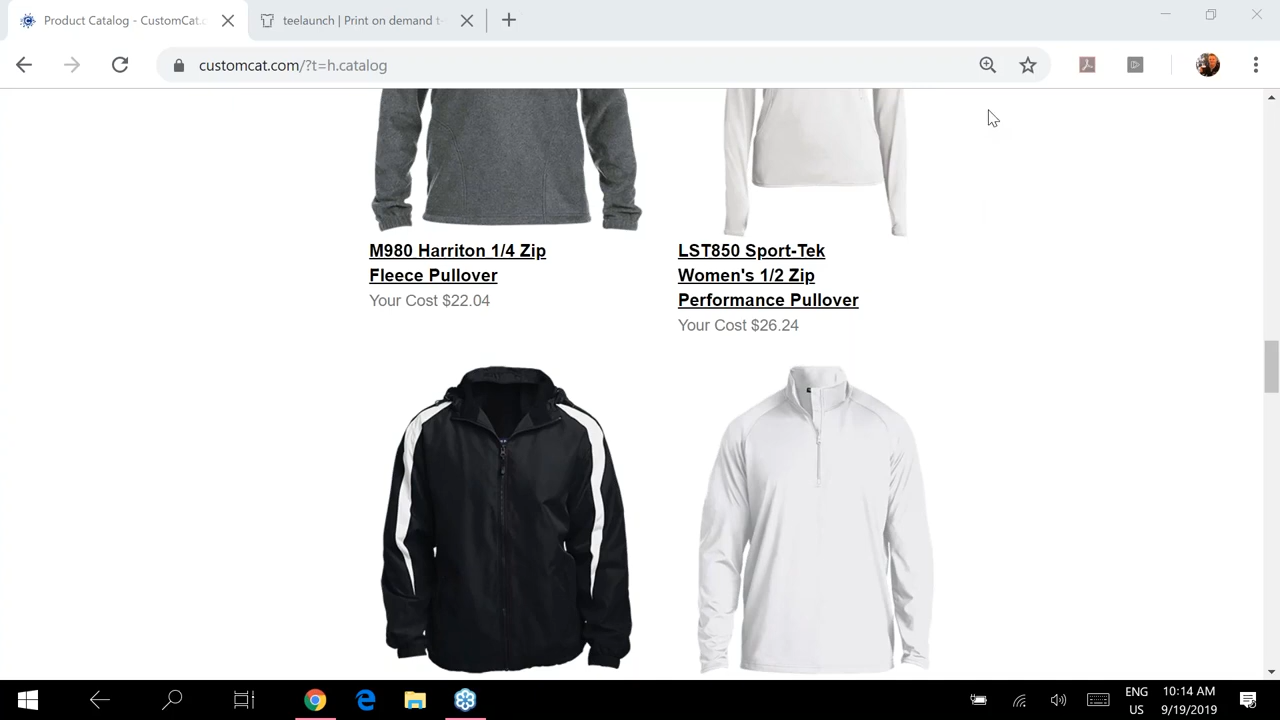 Product Catalog - CustomCat.c
teelaunch | Print on demand t-
customcat.com/?t=h.catalog
M980 Harriton 1/4 Zip
Fleece Pullover
Your Cost $22.04
LST850 Sport-Tek
Women's 1/2 Zip
Performance Pullover
Your Cost $26.24
ENG
US
10:14 AM
9/19/2019